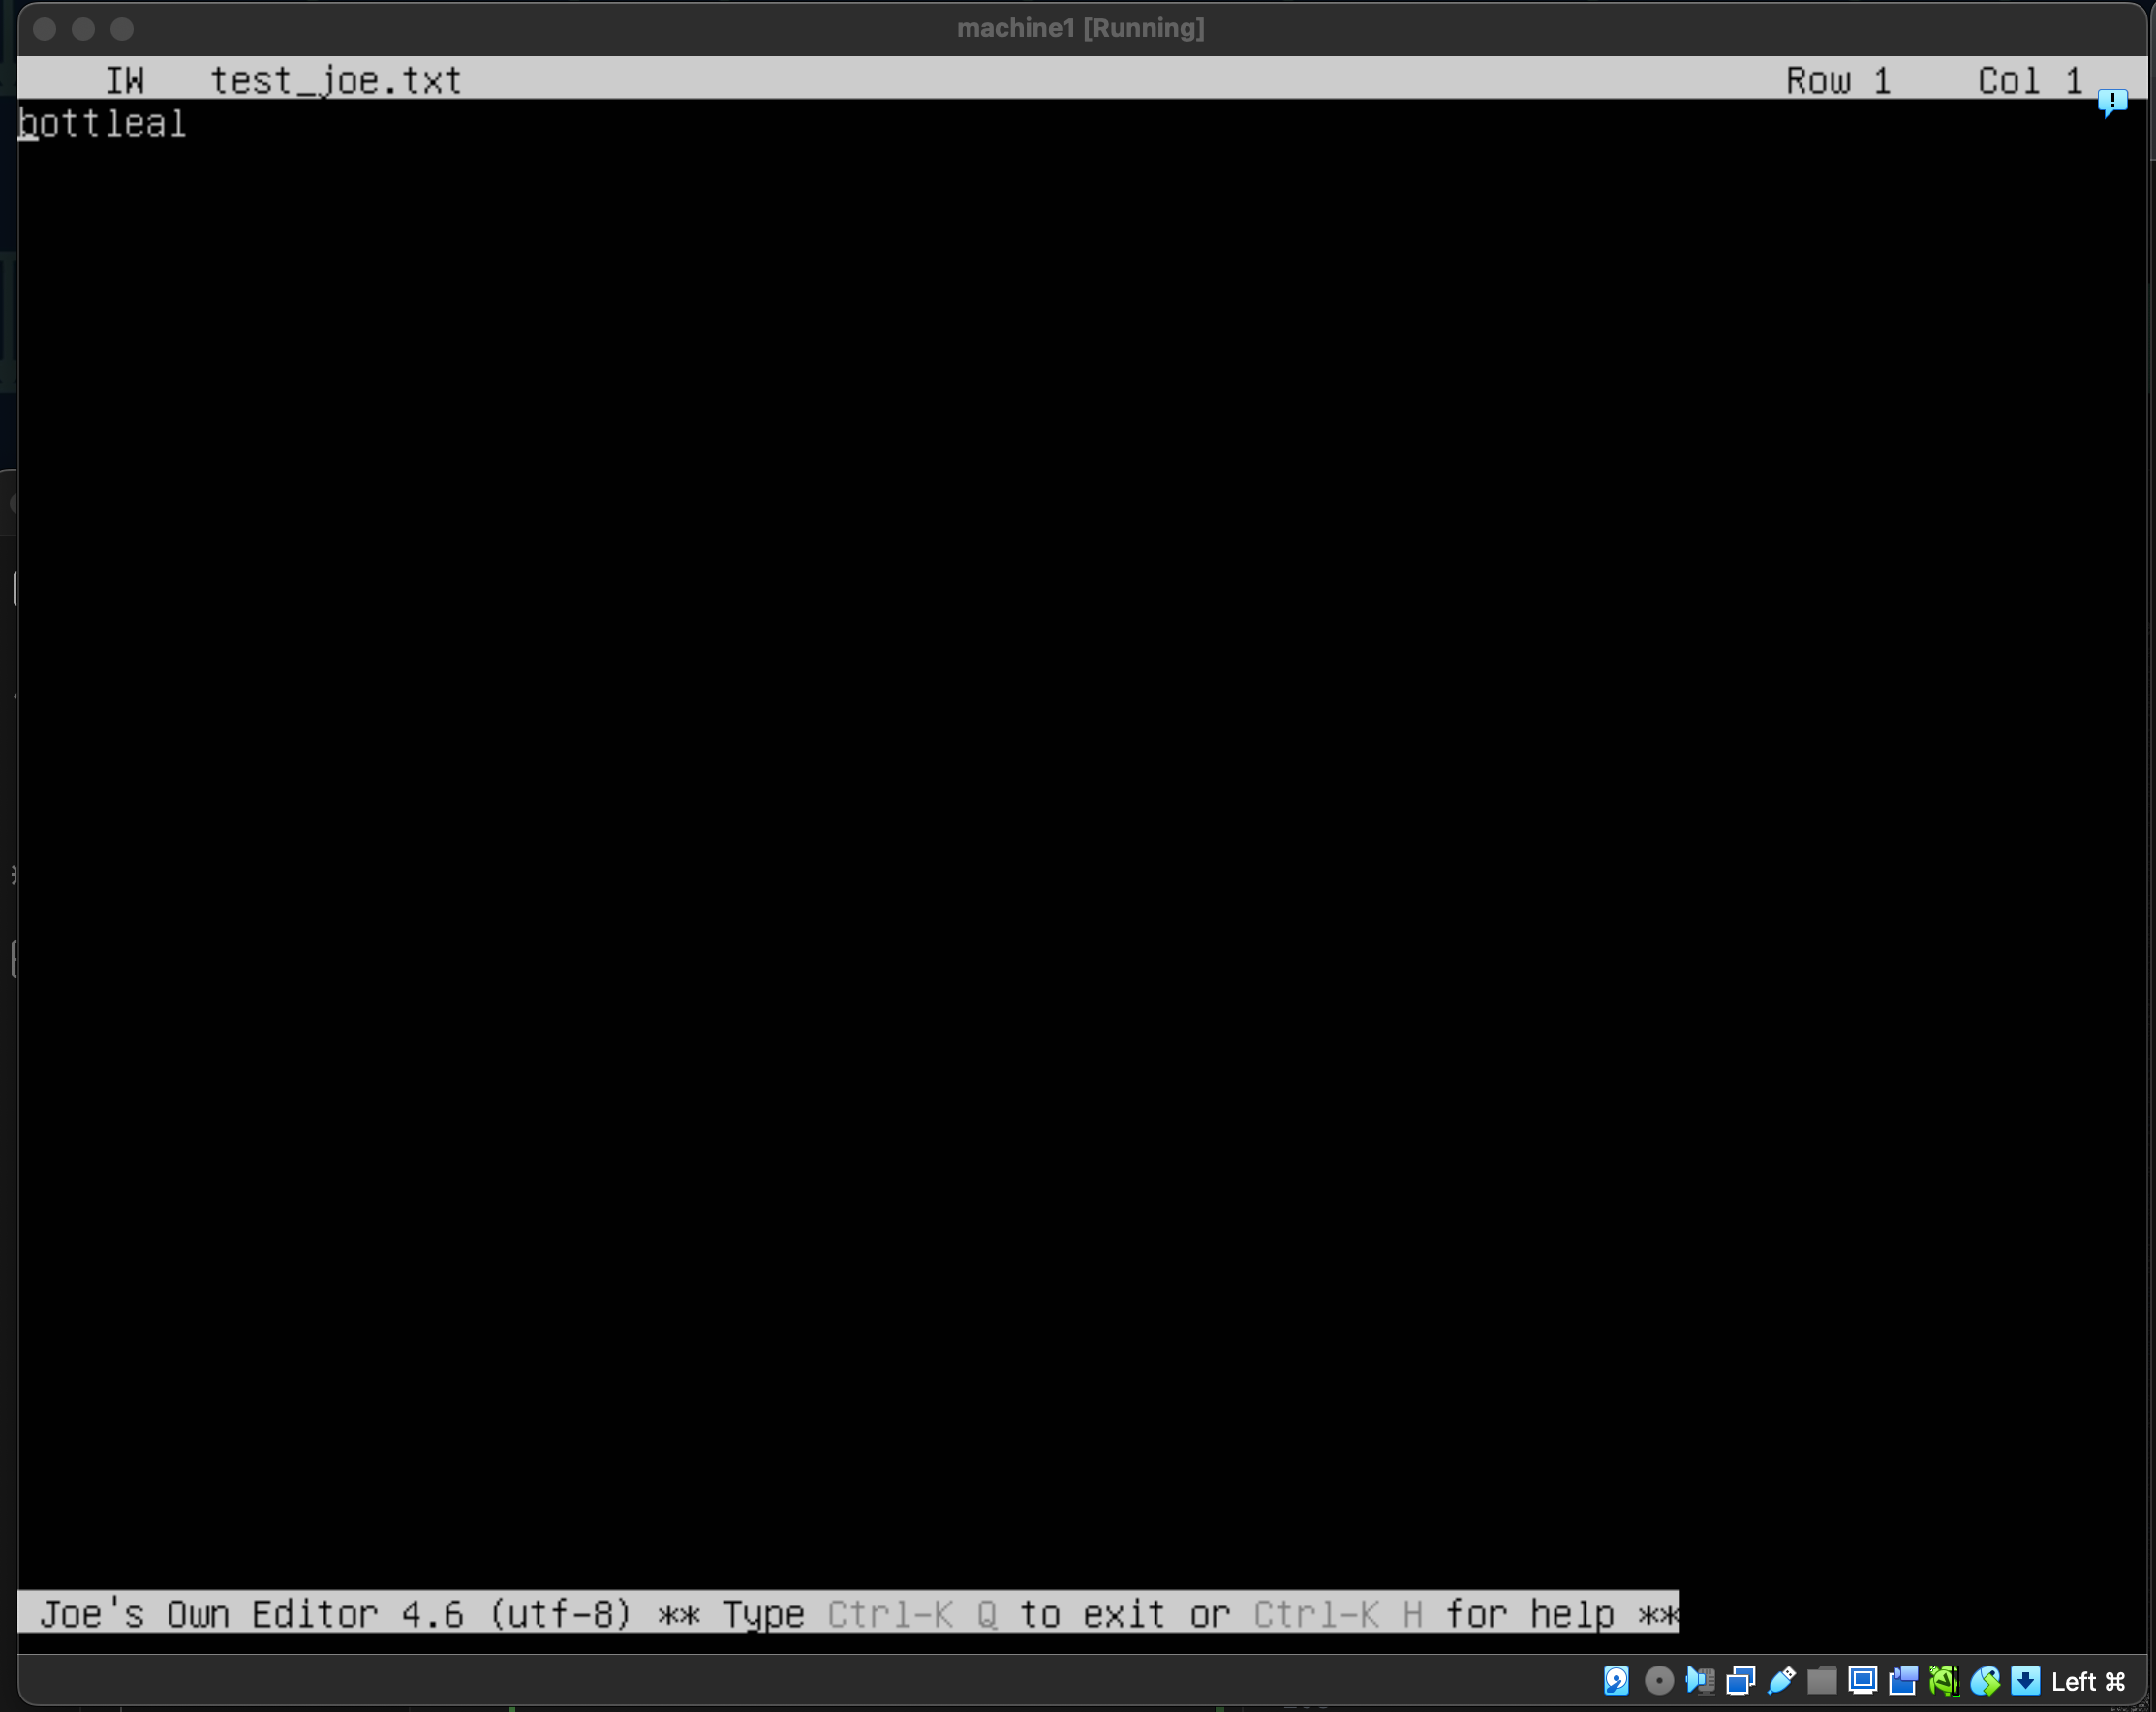 machine1 [Running]
IW test_joe.txt Row 1 Col 1
bottleal
Joe's Own Editor 4.6 (utf-8) ** Type Ctrl-K Q to exit or Ctrl-K H for help **
Left ⌘